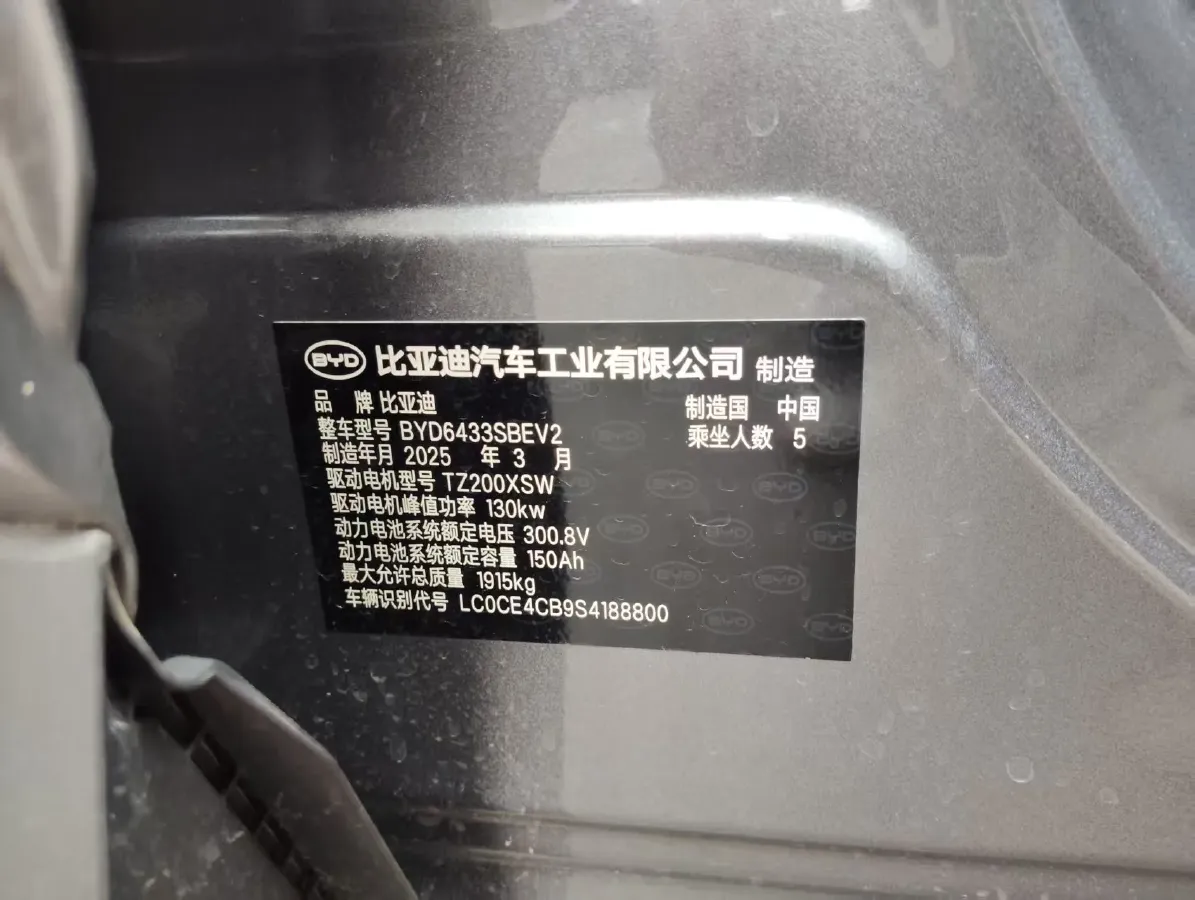 BYD 比亚迪汽车工业有限公司 制造
品 牌 比亚迪 制造国 中国
整车型号 BYD6433SBEV2 乘坐人数 5
制造年月 2025 年 3 月
驱动电机型号 TZ200XSW
驱动电机峰值功率 130kw
动力电池系统额定电压 300.8V
动力电池系统额定容量 150Ah
最大允许总质量 1915kg
车辆识别代号 LC0CE4CB9S4188800